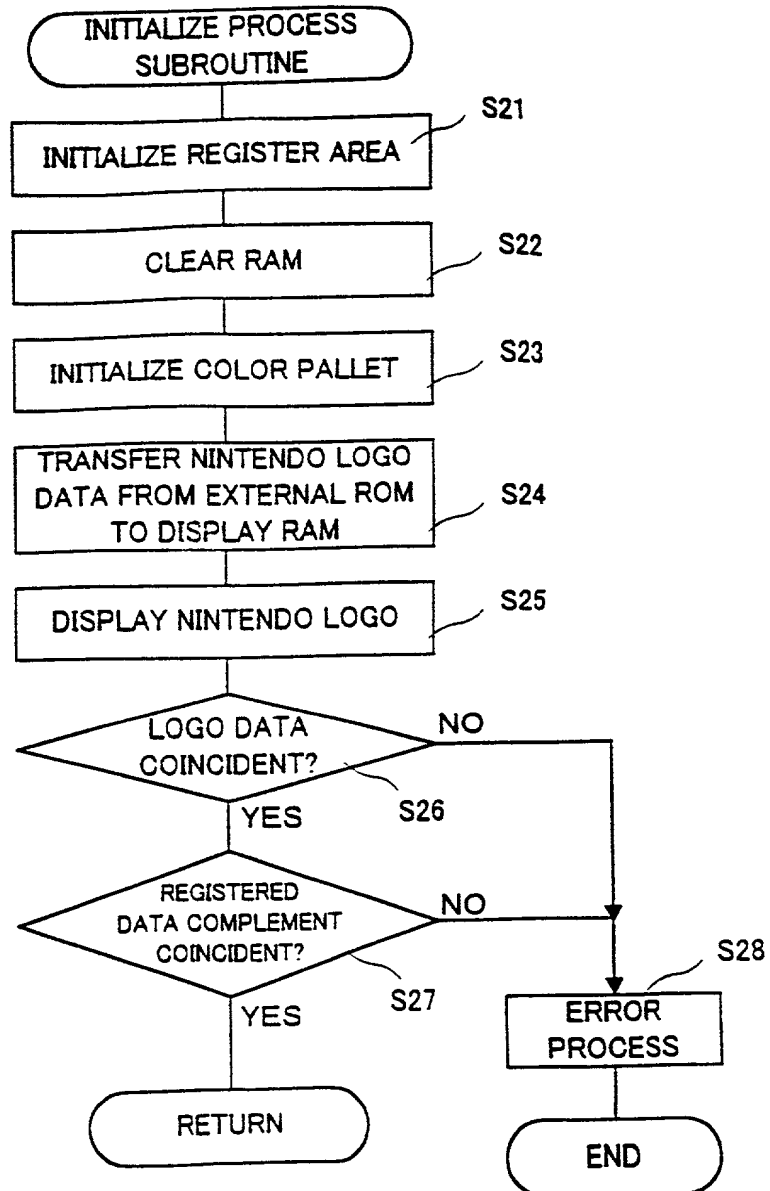 INITIALIZE PROCESS
SUBROUTINE
S21
INITIALIZE REGISTER AREA
S22
CLEAR RAM
S23
INITIALIZE COLOR PALLET
TRANSFER NINTENDO LOGO
DATA FROM EXTERNAL ROM
TO DISPLAY RAM
S24
S25
DISPLAY NINTENDO LOGO
LOGO DATA
COINCIDENT?
NO
S26
YES
REGISTERED
DATA COMPLEMENT
COINCIDENT?
NO
S27
YES
S28
ERROR
PROCESS
RETURN
END